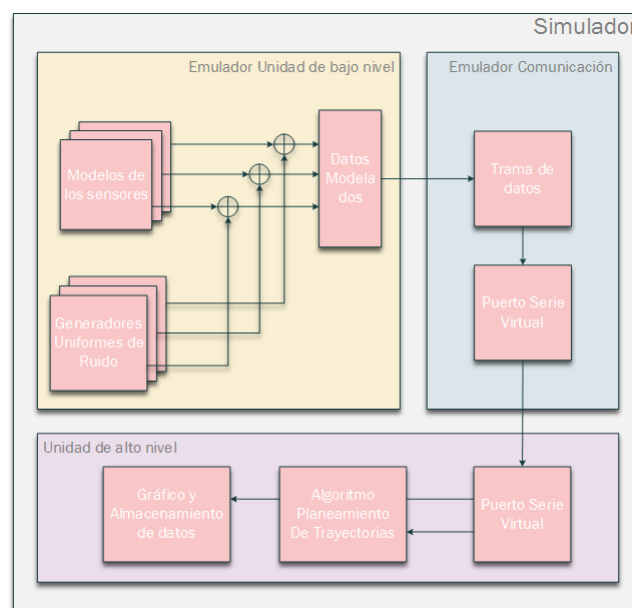 Simulador
Emulador Unidad de bajo nivel
Emulador Comunicación
Modelos de
los sensores
Datos
Modela
dos
Trama de
datos
Generadores
Uniformes de
Ruido
Puerto Serie
Virtual
Unidad de alto nivel
Gráfico y
Almacenamiento
de datos
Algoritmo
Planeamiento
De Trayectorias
Puerto Serie
Virtual